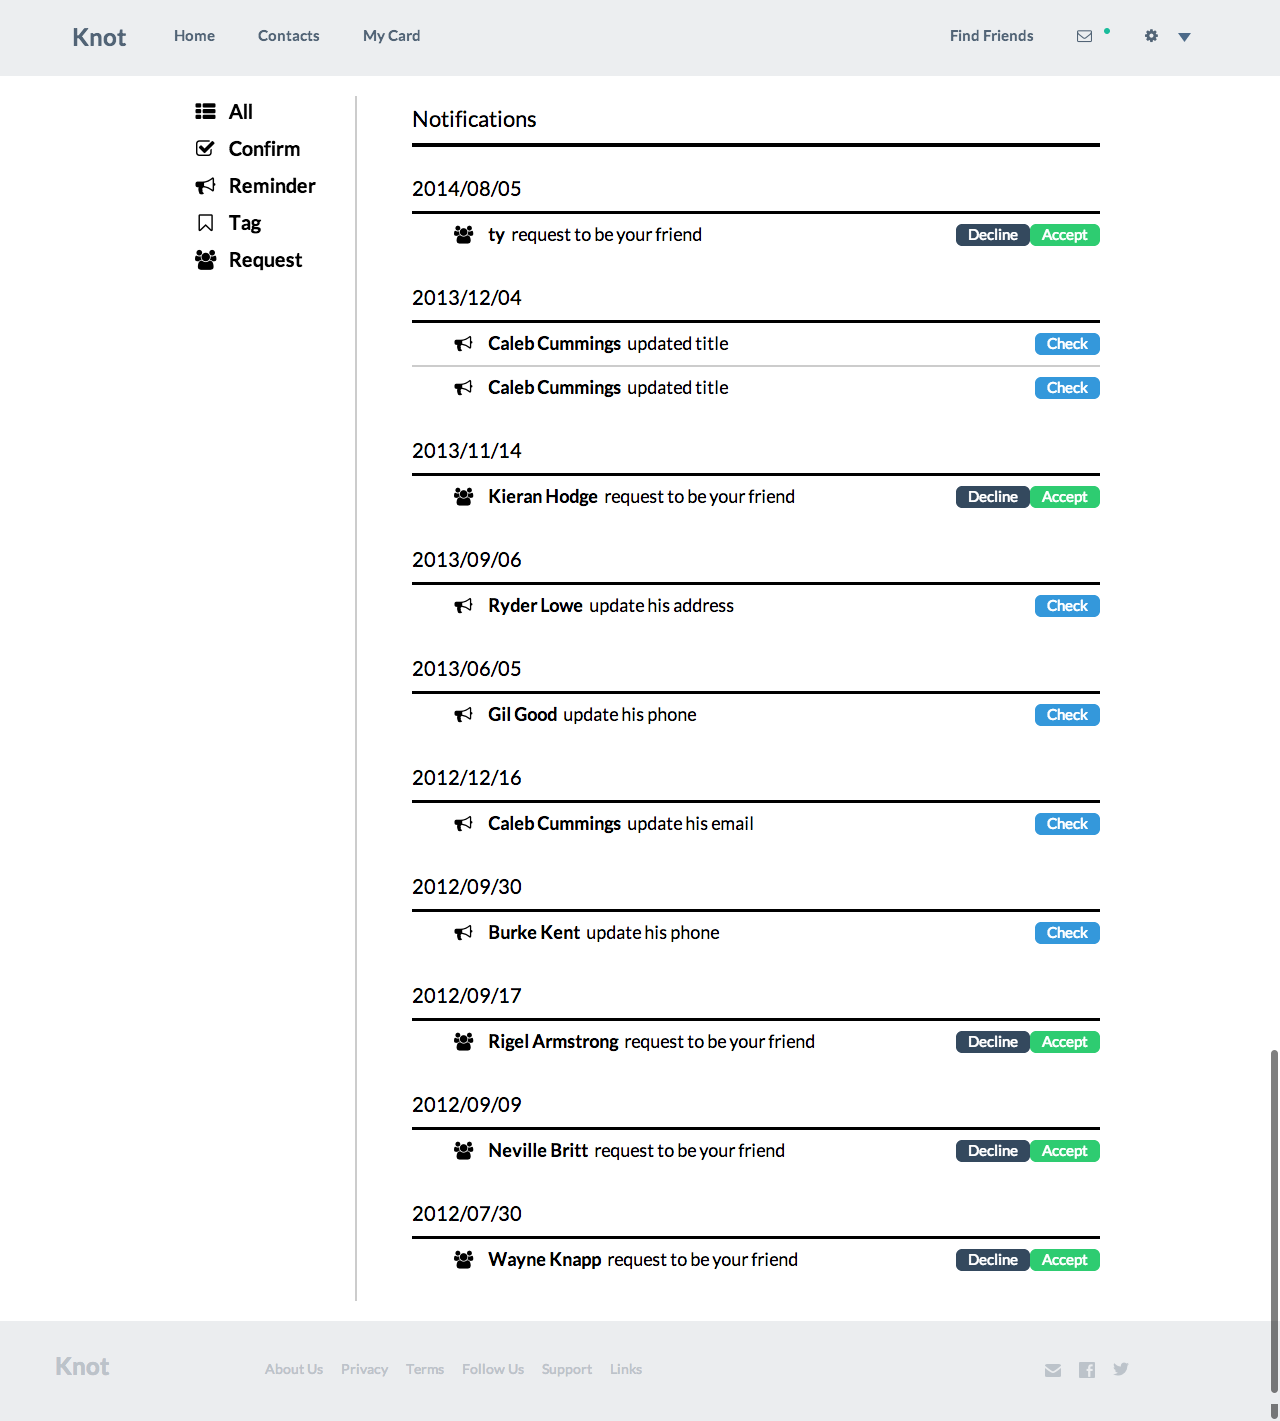 Knot Home Contacts My Card Find Friends
All
Confirm
Reminder
Tag
Request
Notifications
2014/08/05
ty request to be your friend Decline Accept
2013/12/04
Caleb Cummings updated title Check
Caleb Cummings updated title Check
2013/11/14
Kieran Hodge request to be your friend Decline Accept
2013/09/06
Ryder Lowe update his address Check
2013/06/05
Gil Good update his phone Check
2012/12/16
Caleb Cummings update his email Check
2012/09/30
Burke Kent update his phone Check
2012/09/17
Rigel Armstrong request to be your friend Decline Accept
2012/09/09
Neville Britt request to be your friend Decline Accept
2012/07/30
Wayne Knapp request to be your friend Decline Accept
Knot About Us Privacy Terms Follow Us Support Links